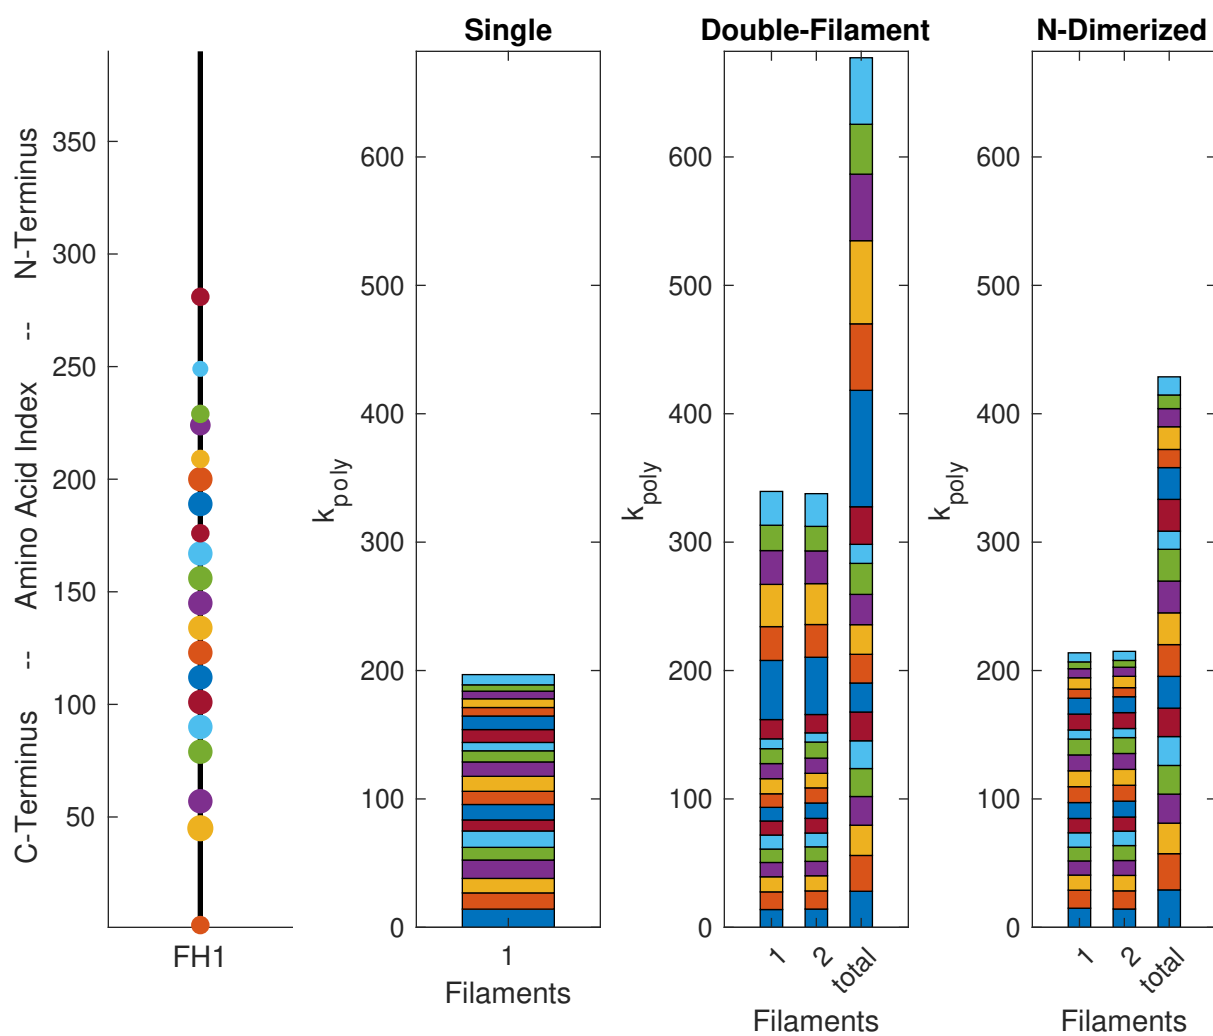 Single
Double-Filament
N-Dimerized
C-Terminus -- Amino Acid Index -- N-Terminus
350
300
250
200
150
100
50
FH1
k_poly
600
500
400
300
200
100
0
1
Filaments
k_poly
600
500
400
300
200
100
0
1
2
total
Filaments
k_poly
600
500
400
300
200
100
0
1
2
total
Filaments